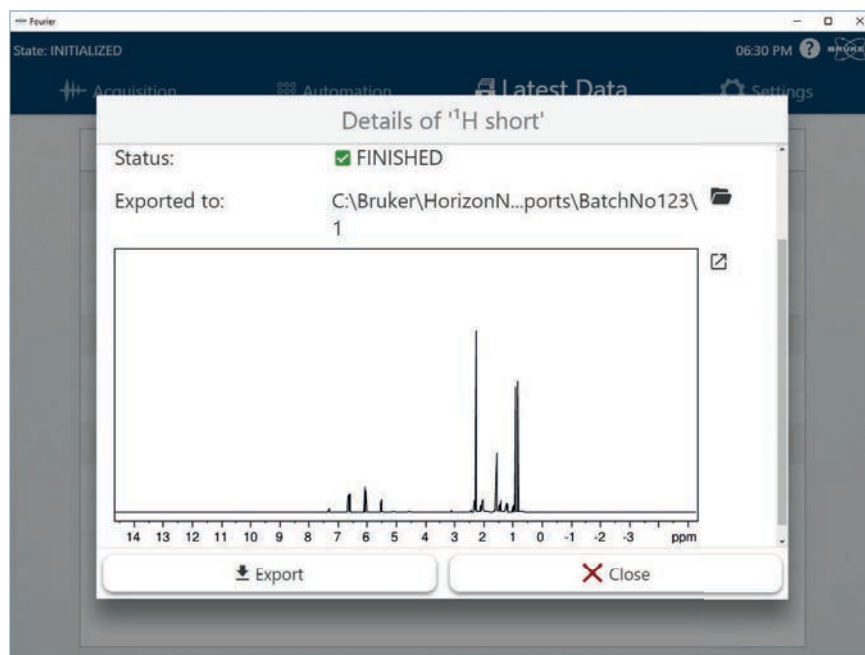 Fourier
State: INITIALIZED
06:30 PM ?
Acquisition Automation Latest Data Settings
Details of '¹H short'
Status: FINISHED
Exported to: C:\Bruker\HorizonN...ports\BatchNo123\
1
14 13 12 11 10 9 8 7 6 5 4 3 2 1 0 -1 -2 -3 ppm
Export Close